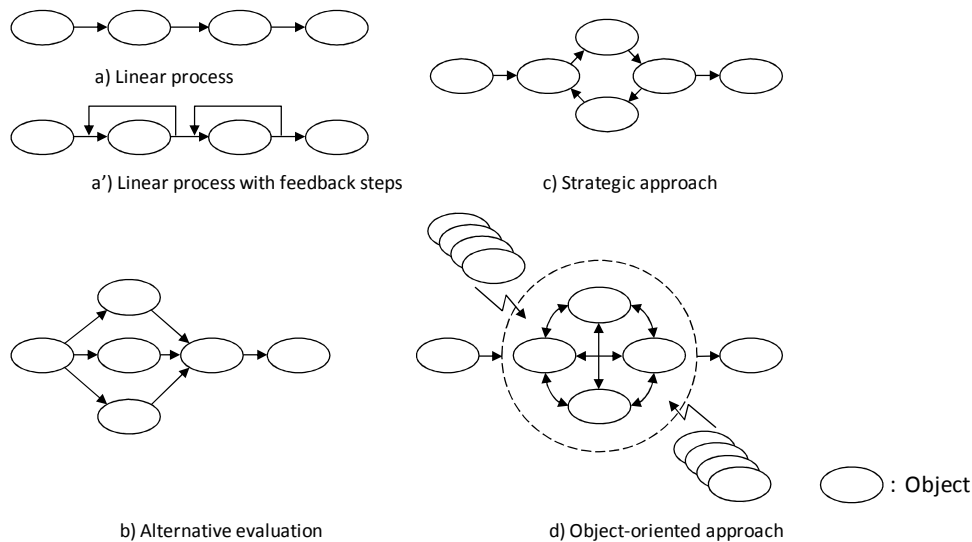 a) Linear process
a’) Linear process with feedback steps
c) Strategic approach
b) Alternative evaluation
d) Object-oriented approach
: Object